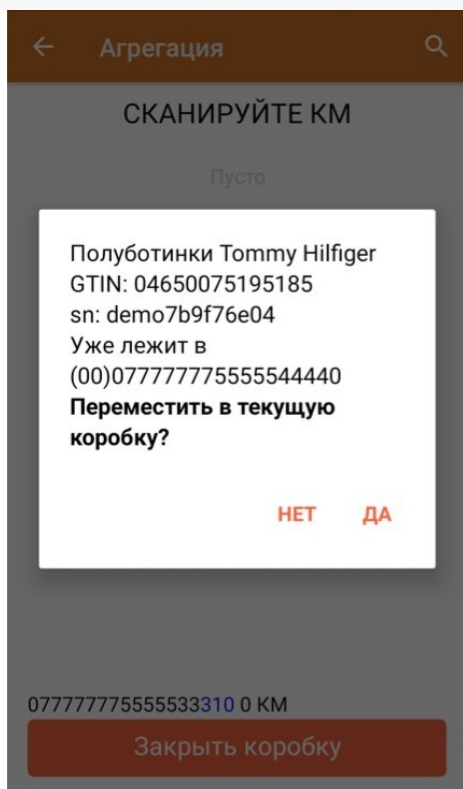 Агрегация
СКАНИРУЙТЕ КМ
Пусто
Полуботинки Tommy Hilfiger
GTIN: 04650075195185
sn: demo7b9f76e04
Уже лежит в
(00)077777775555544440
Переместить в текущую
коробку?
НЕТ ДА
077777775555533310 0 КМ
Закрыть коробку